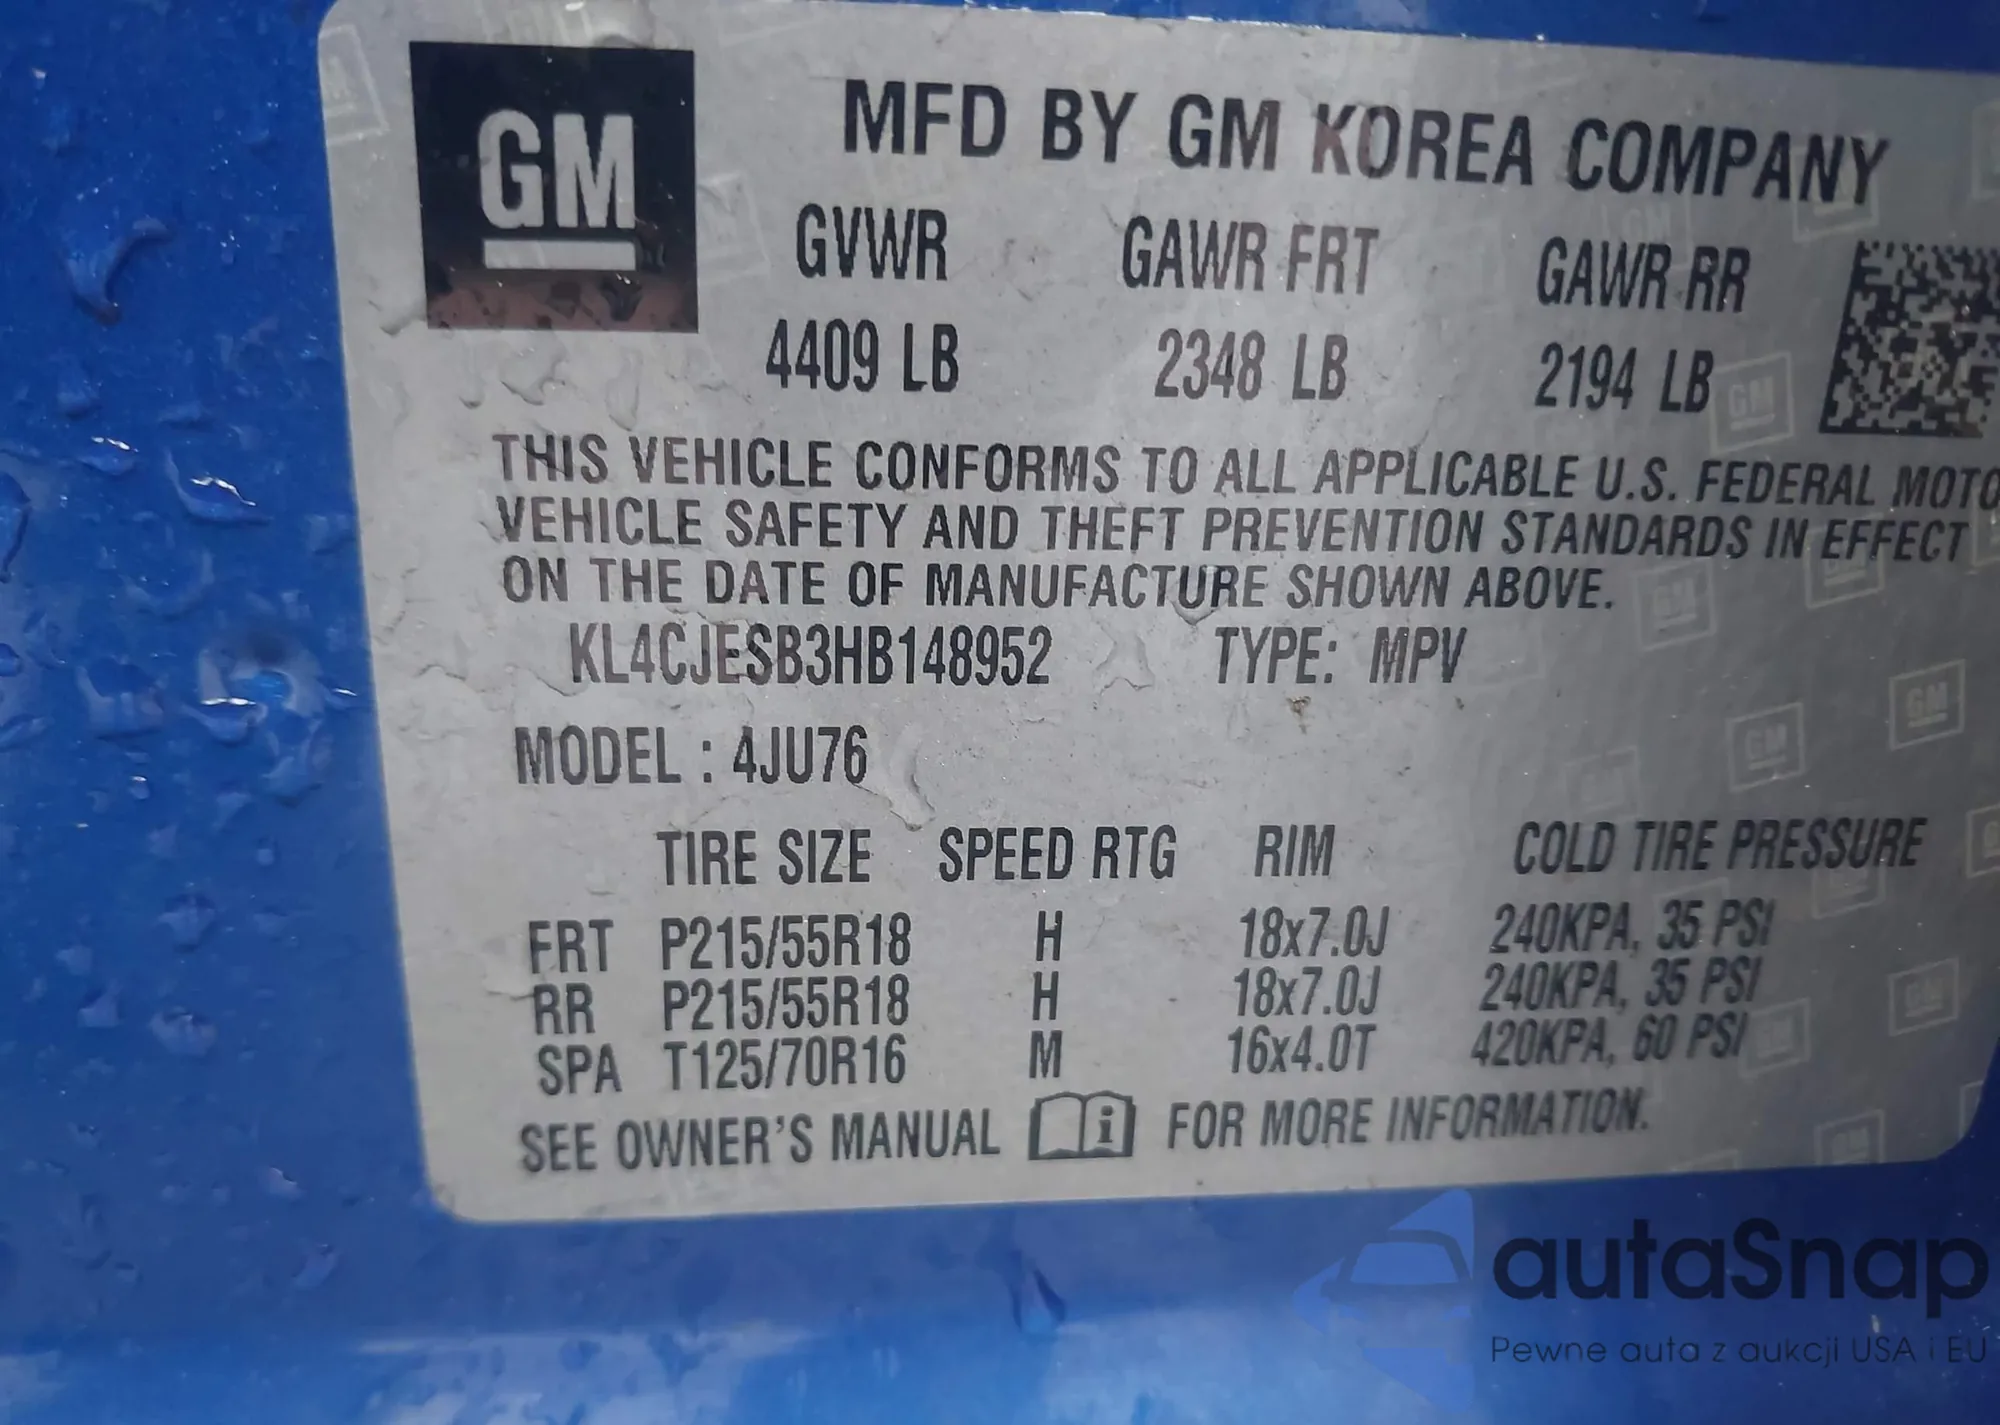 GM
MFD BY GM KOREA COMPANY
GVWR GAWR FRT GAWR RR
4409 LB 2348 LB 2194 LB
THIS VEHICLE CONFORMS TO ALL APPLICABLE U.S. FEDERAL MOTO
VEHICLE SAFETY AND THEFT PREVENTION STANDARDS IN EFFECT
ON THE DATE OF MANUFACTURE SHOWN ABOVE.
KL4CJESB3HB148952 TYPE: MPV
MODEL : 4JU76
TIRE SIZE SPEED RTG RIM COLD TIRE PRESSURE
FRT P215/55R18 H 18x7.0J 240KPA, 35 PSI
RR P215/55R18 H 18x7.0J 240KPA, 35 PSI
SPA T125/70R16 M 16x4.0T 420KPA, 60 PSI
SEE OWNER'S MANUAL FOR MORE INFORMATION.
autaSnap
Pewne auta z aukcji USA i EU